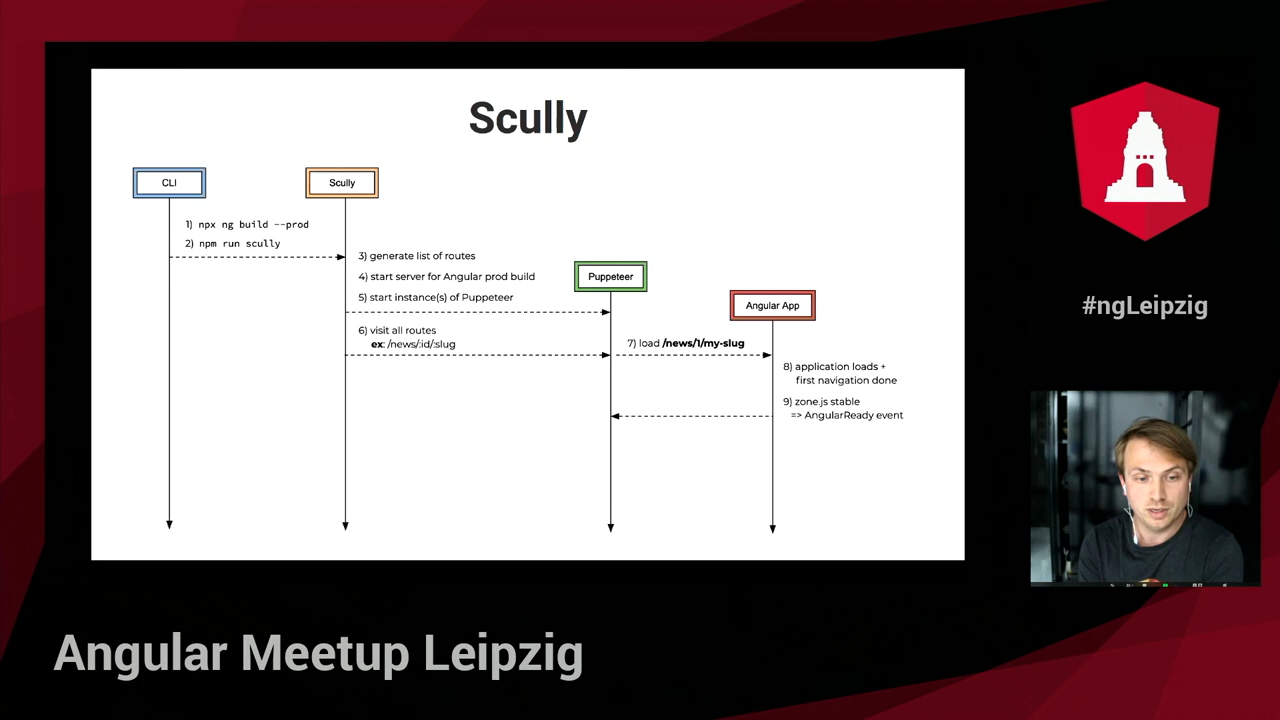 Scully
CLI
Scully
1) npx ng build --prod
2) npm run scully
3) generate list of routes
4) start server for Angular prod build
5) start instance(s) of Puppeteer
Puppeteer
Angular App
6) visit all routes
ex: /news/:id/:slug
7) load /news/1/my-slug
8) application loads +
first navigation done
9) zone.js stable
=> AngularReady event
#ngLeipzig
Angular Meetup Leipzig